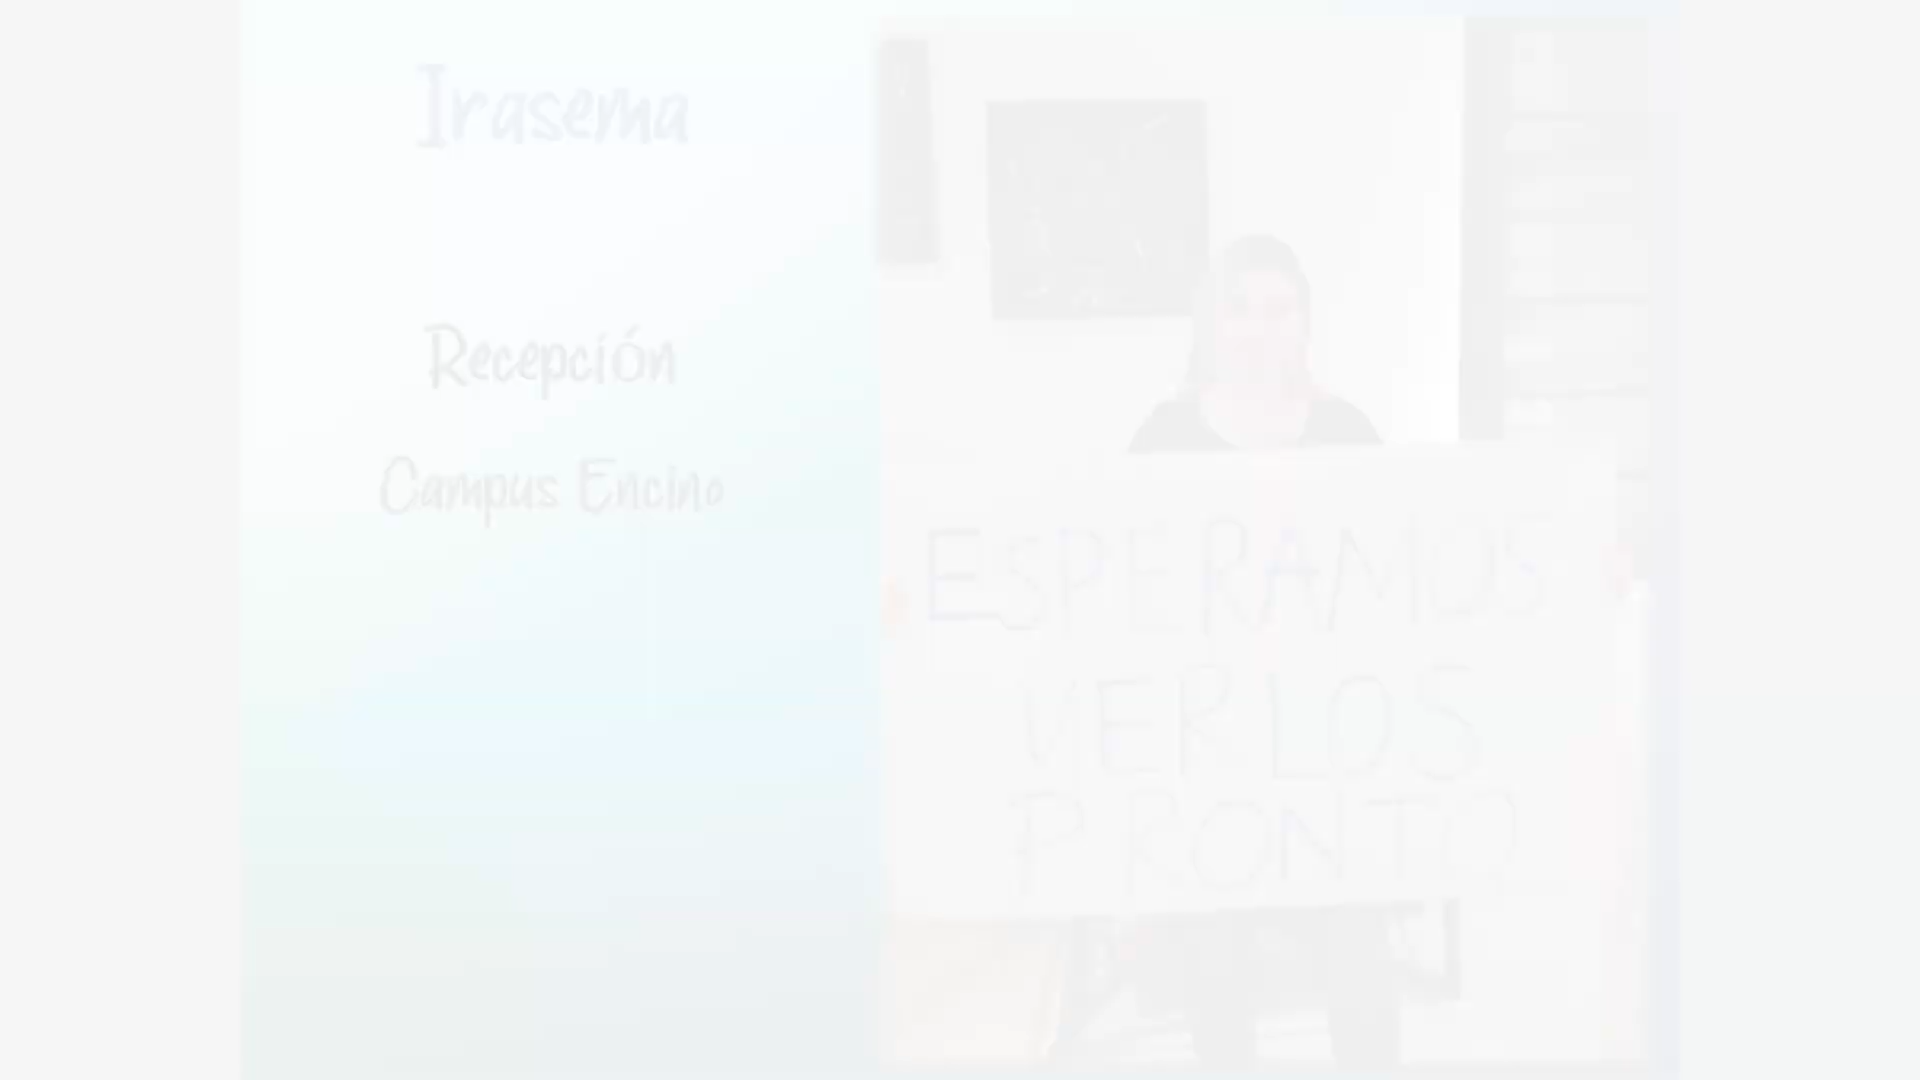 Irasema
Recepción
Campus Encino
ESPERAMOS
VERLOS
PRONTO